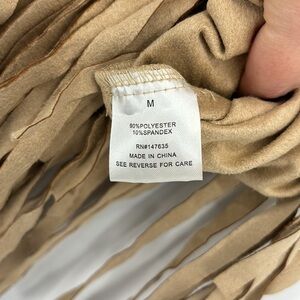 M
90%POLYESTER
10%SPANDEX
RN#147635
MADE IN CHINA
SEE REVERSE FOR CARE